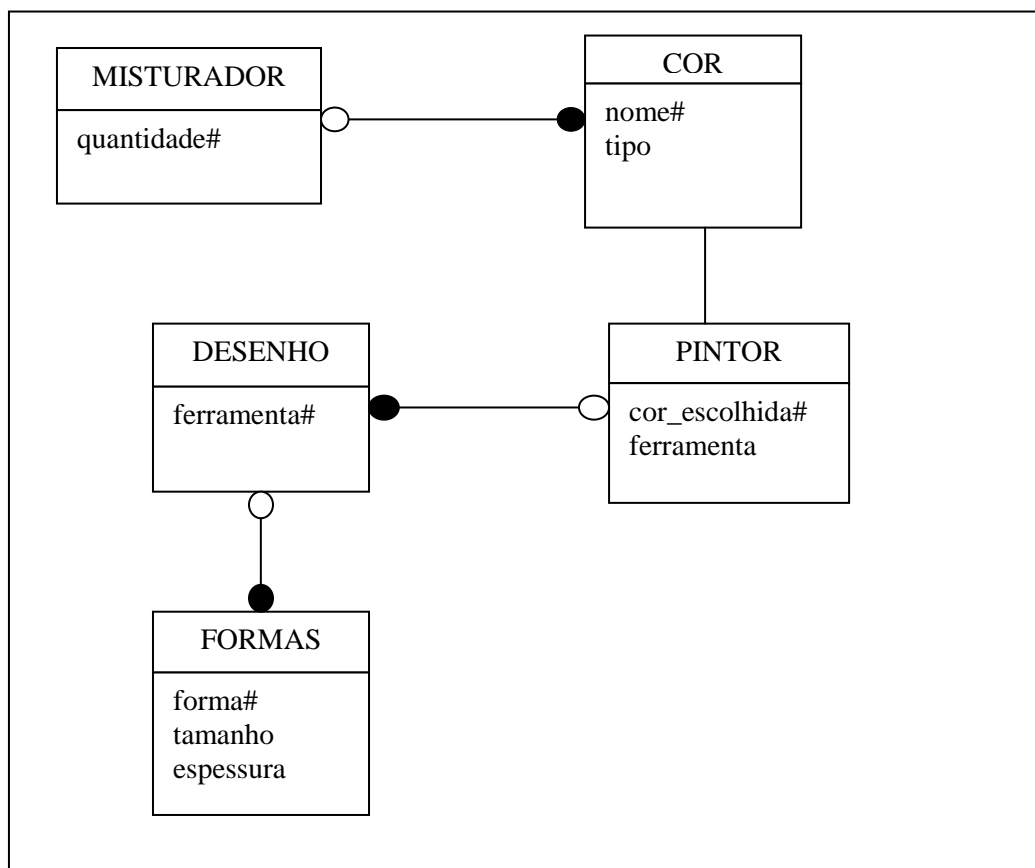 MISTURADOR
quantidade#
COR
nome#
tipo
DESENHO
ferramenta#
PINTOR
cor_escolhida#
ferramenta
FORMAS
forma#
tamanho
espessura